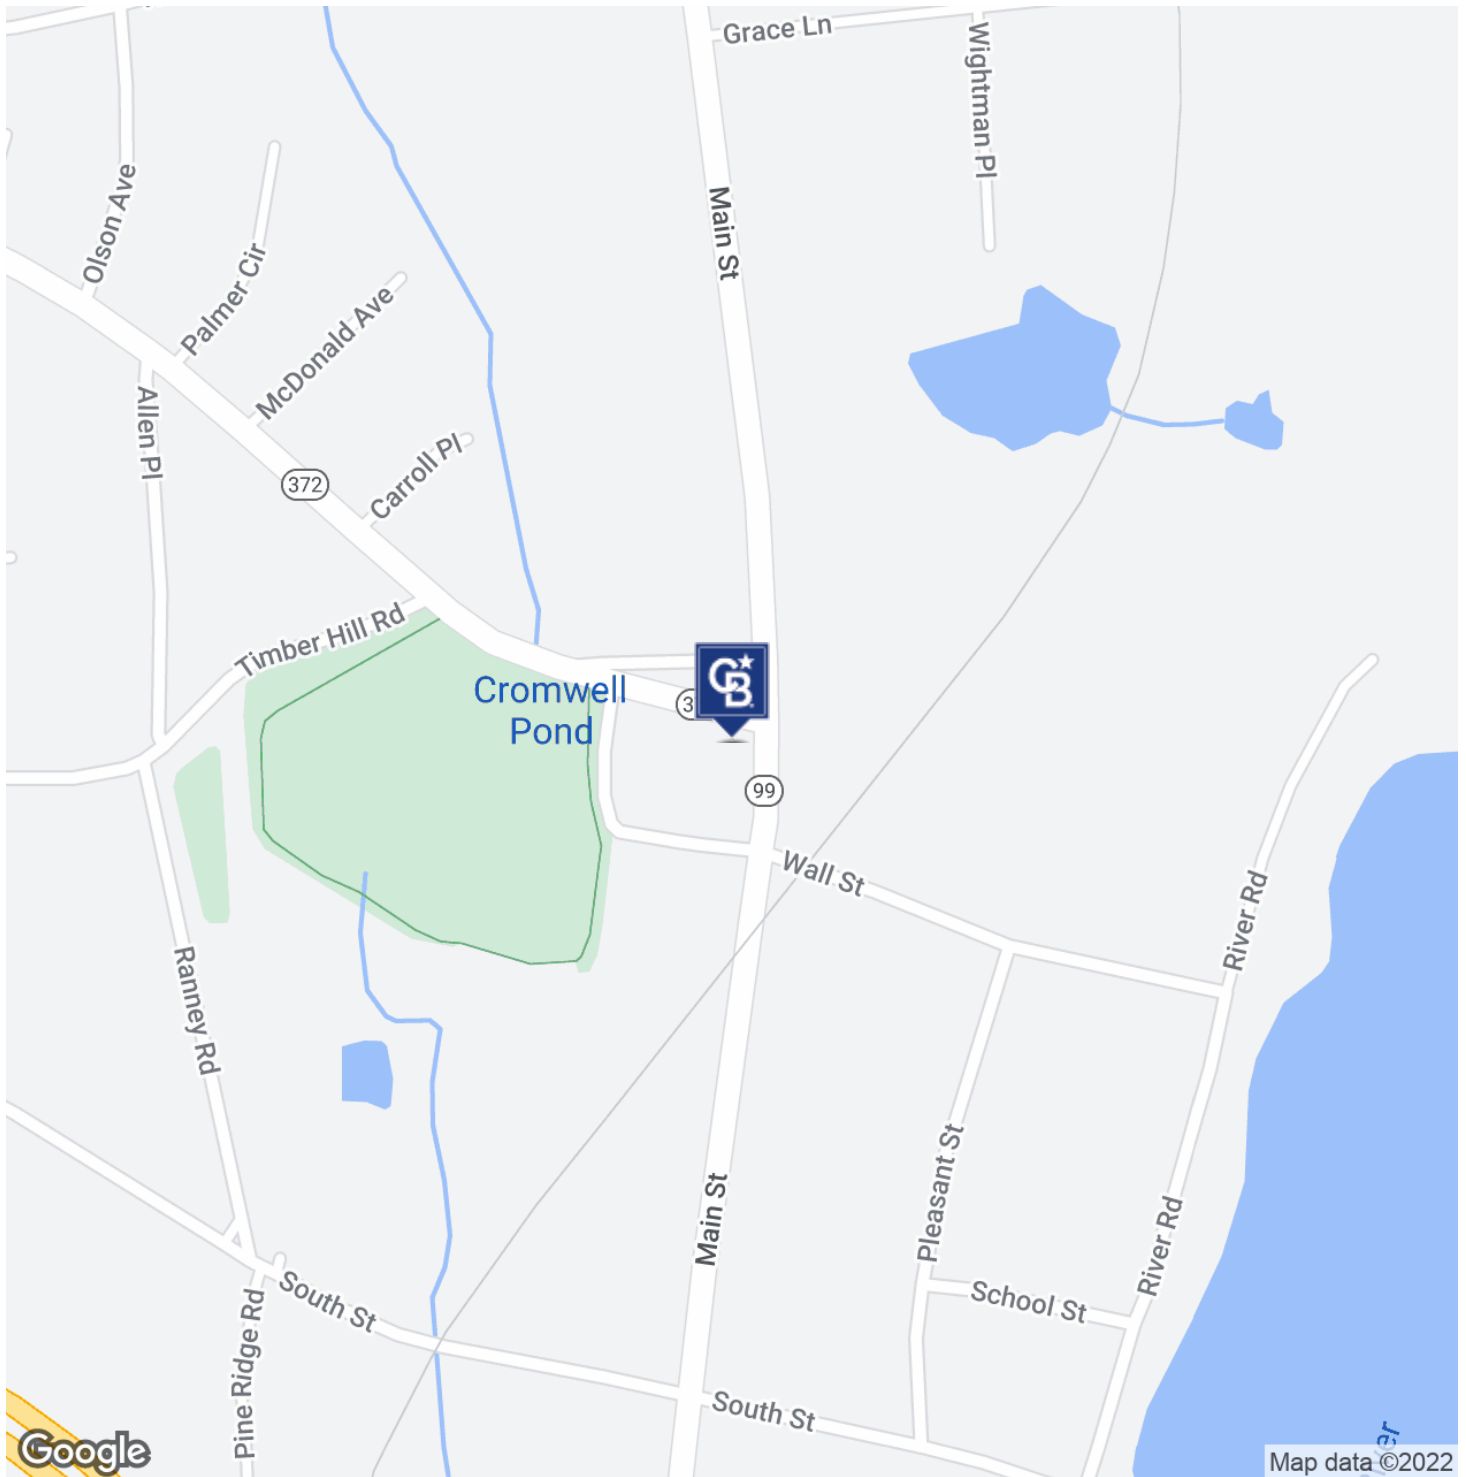 Grace Ln
Wightman Pl
Main St
Olson Ave
Palmer Cir
McDonald Ave
Allen Pl
Carroll Pl
372
Timber Hill Rd
CB
Cromwell
Pond
99
Wall St
River Rd
Ranney Rd
Pleasant St
Main St
River Rd
School St
South St
Pine Ridge Rd
South St
Google
Map data ©2022